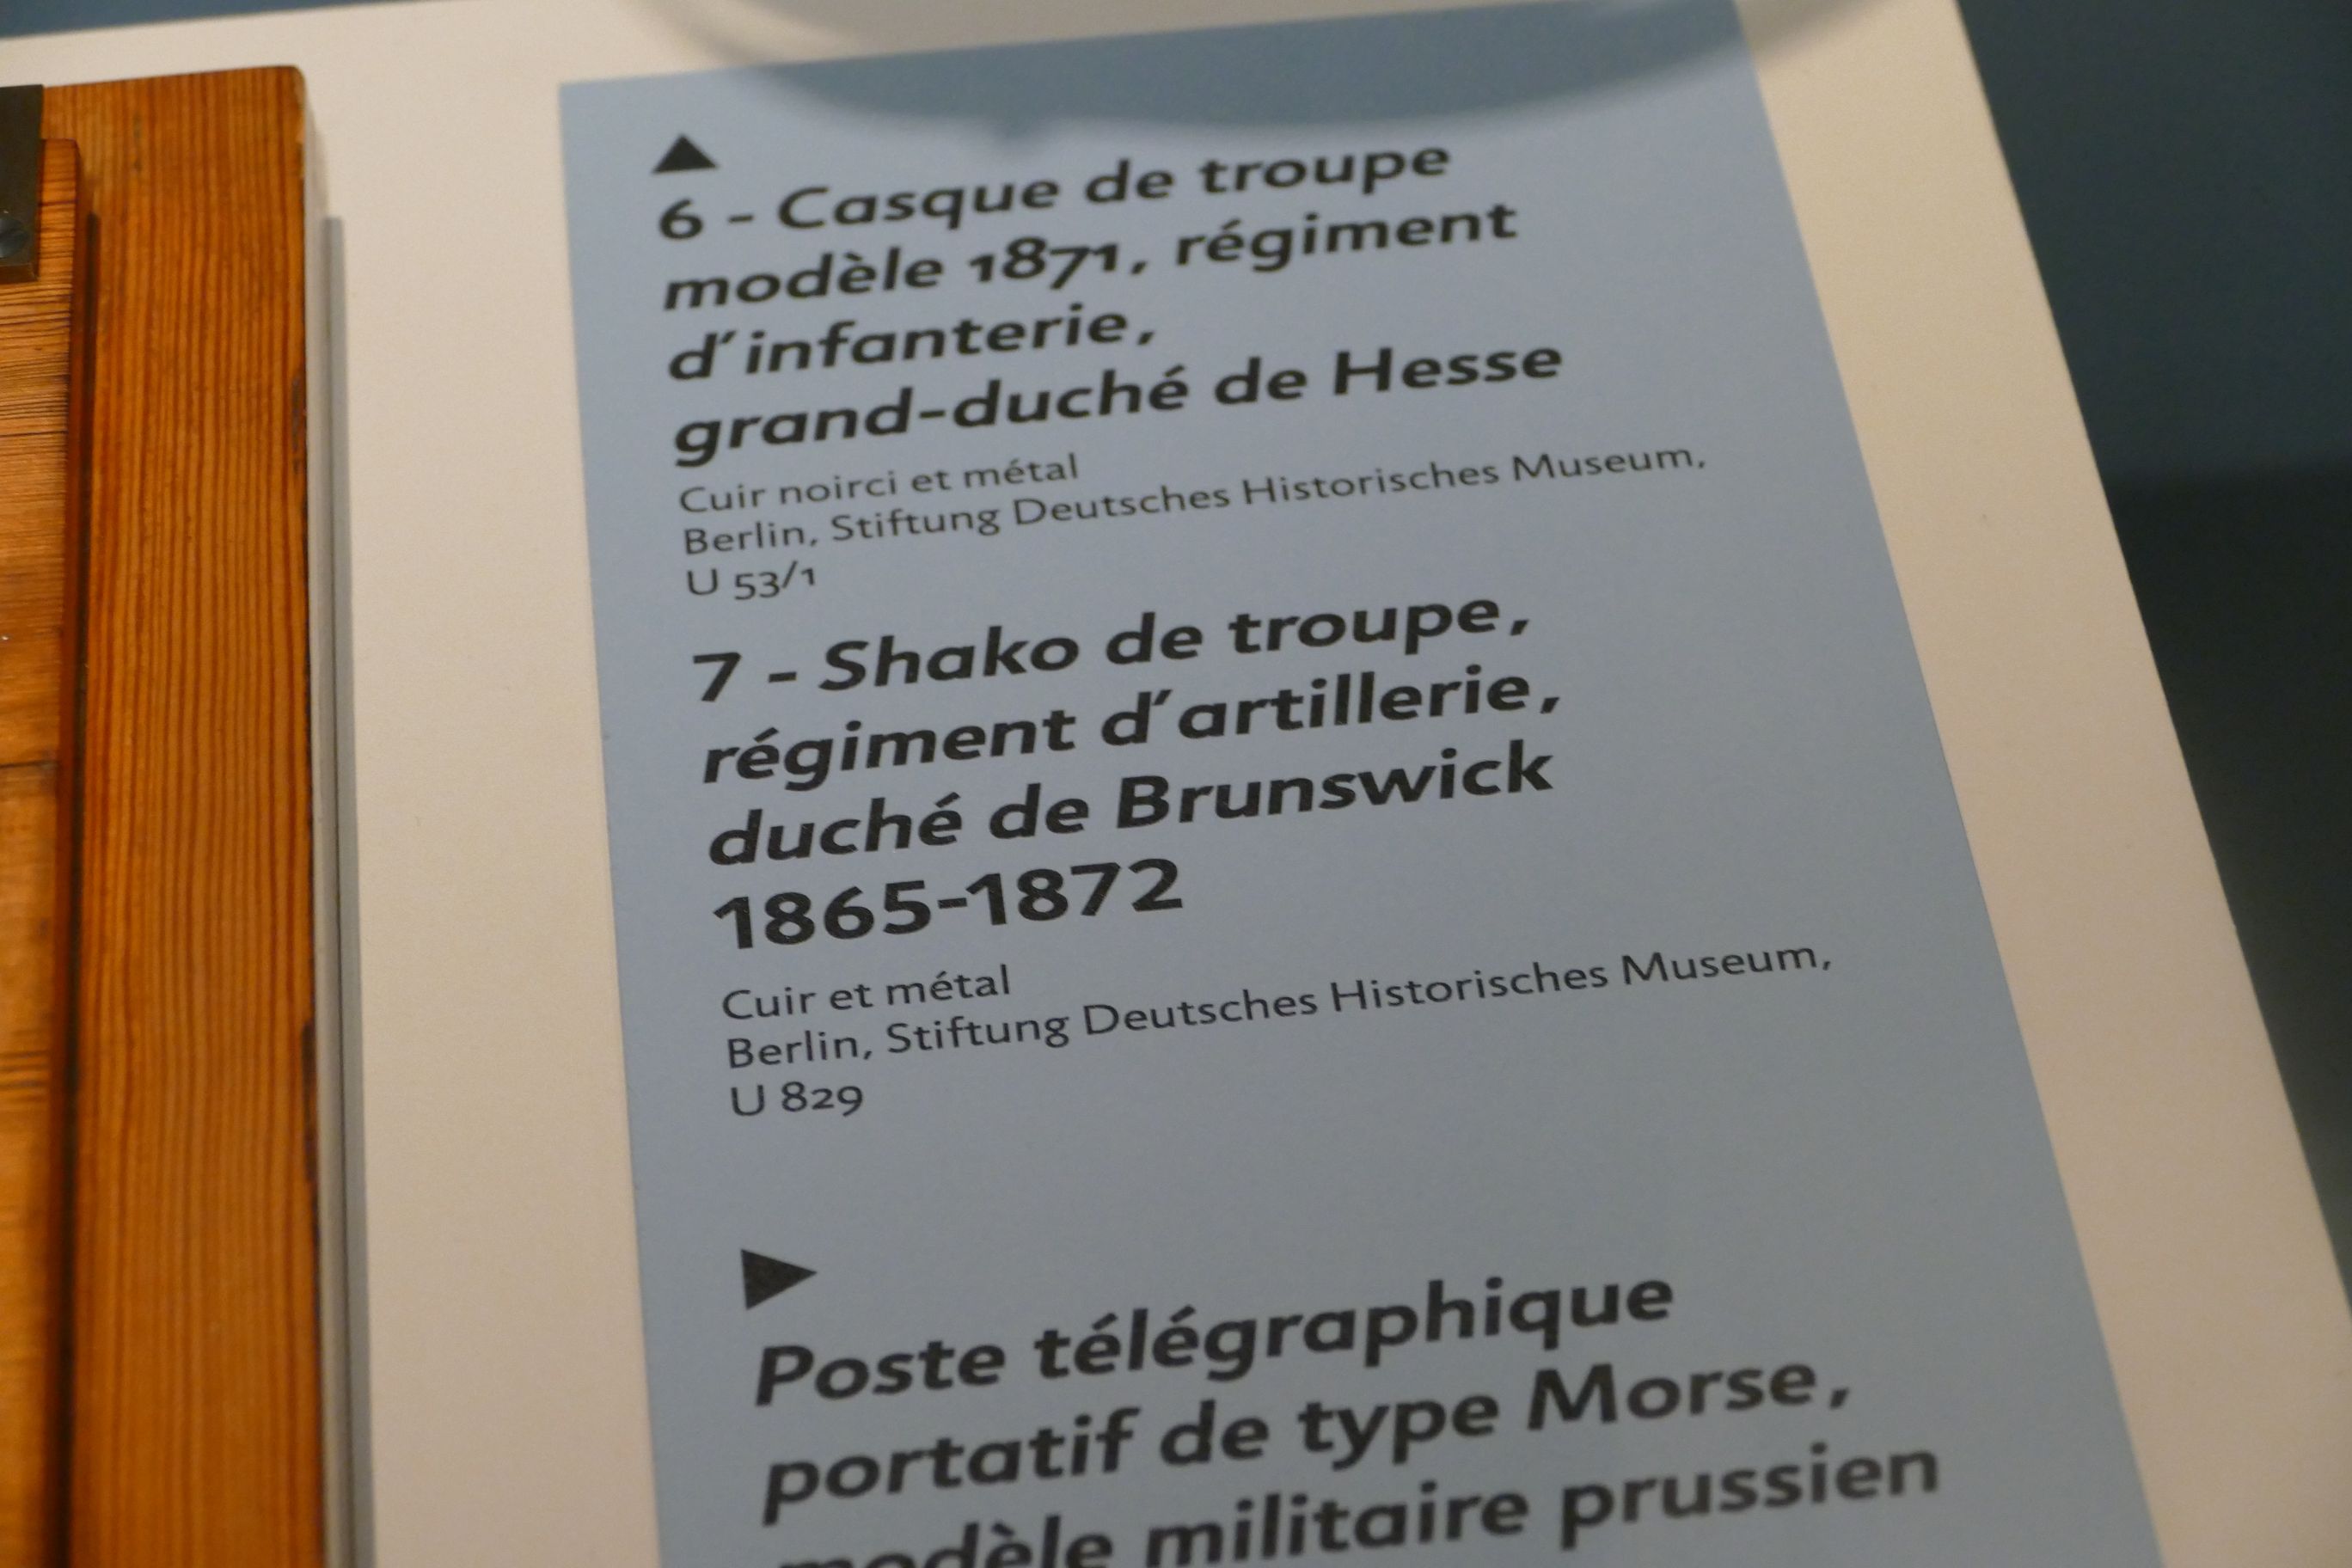 6 - Casque de troupe
modèle 1871, régiment
d'infanterie,
grand-duché de Hesse
Cuir noirci et métal
Berlin, Stiftung Deutsches Historisches Museum,
U 53/1
7 - Shako de troupe,
régiment d'artillerie,
duché de Brunswick
1865-1872
Cuir et métal
Berlin, Stiftung Deutsches Historisches Museum,
U 829
Poste télégraphique
portatif de type Morse,
modèle militaire prussien